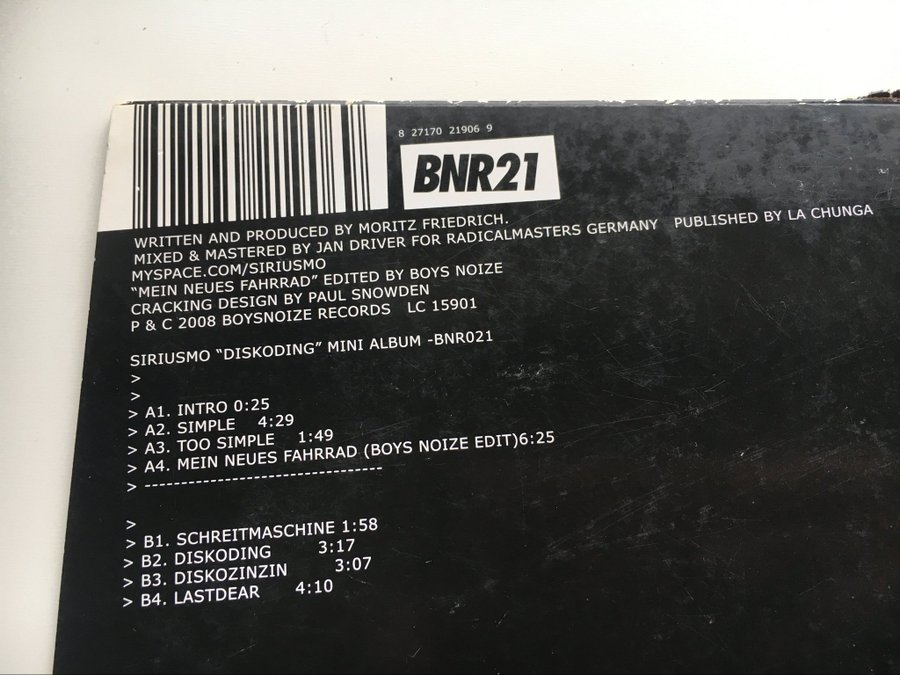 8 27170 21906 9
BNR21
WRITTEN AND PRODUCED BY MORITZ FRIEDRICH.
MIXED & MASTERED BY JAN DRIVER FOR RADICALMASTERS GERMANY PUBLISHED BY LA CHUNGA
MYSPACE.COM/SIRIUSMO
“MEIN NEUES FAHRRAD” EDITED BY BOYS NOIZE
CRACKING DESIGN BY PAUL SNOWDEN
P & C 2008 BOYSNOIZE RECORDS LC 15901
SIRIUSMO “DISKODING” MINI ALBUM -BNR021
>
>
> A1. INTRO 0:25
> A2. SIMPLE 4:29
> A3. TOO SIMPLE 1:49
> A4. MEIN NEUES FAHRRAD (BOYS NOIZE EDIT)6:25
> ----------------------------------
>
> B1. SCHREITMASCHINE 1:58
> B2. DISKODING 3:17
> B3. DISKOZINZIN 3:07
> B4. LASTDEAR 4:10